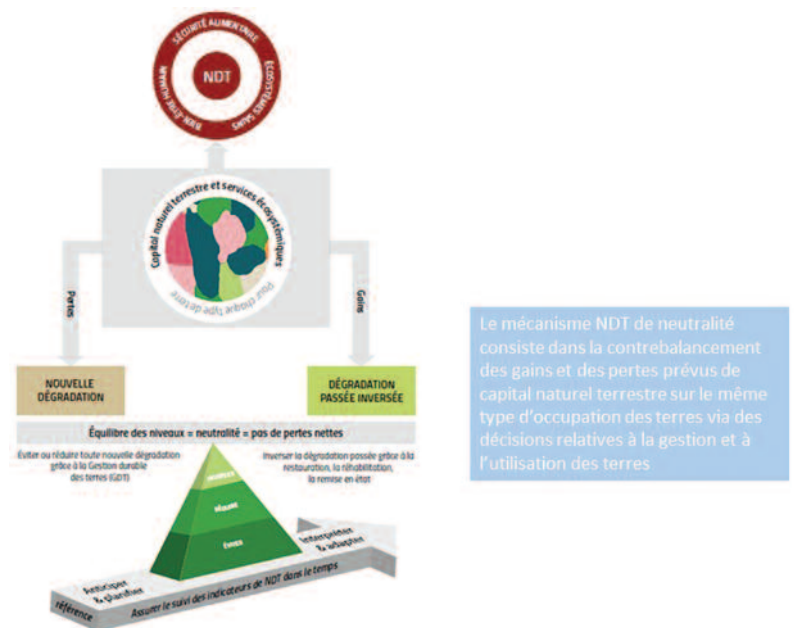 SÉCURITÉ ALIMENTAIRE
ÉCOSYSTÈMES SAINS
BIEN-ÊTRE HUMAIN
NDT
Capital naturel terrestre et services écosystémiques
Pour chaque type de terre
Pertes
Gains
NOUVELLE
DÉGRADATION
DÉGRADATION
PASSÉE INVERSÉE
Équilibre des niveaux = neutralité = pas de pertes nettes
Éviter ou réduire toute nouvelle dégradation
grâce à la Gestion durable
des terres (GDT)
Inverser la dégradation passée grâce à la
restauration, la réhabilitation,
la remise en état
RÉDUIRE
ÉVITER
Anticiper
& planifier
Interpréter
& adapter
référence
Assurer le suivi des indicateurs de NDT dans le temps
Le mécanisme NDT de neutralité
consiste dans la contrebalancement
des gains et des pertes prévus de
capital naturel terrestre sur le même
type d'occupation des terres via des
décisions relatives à la gestion et à
l'utilisation des terres